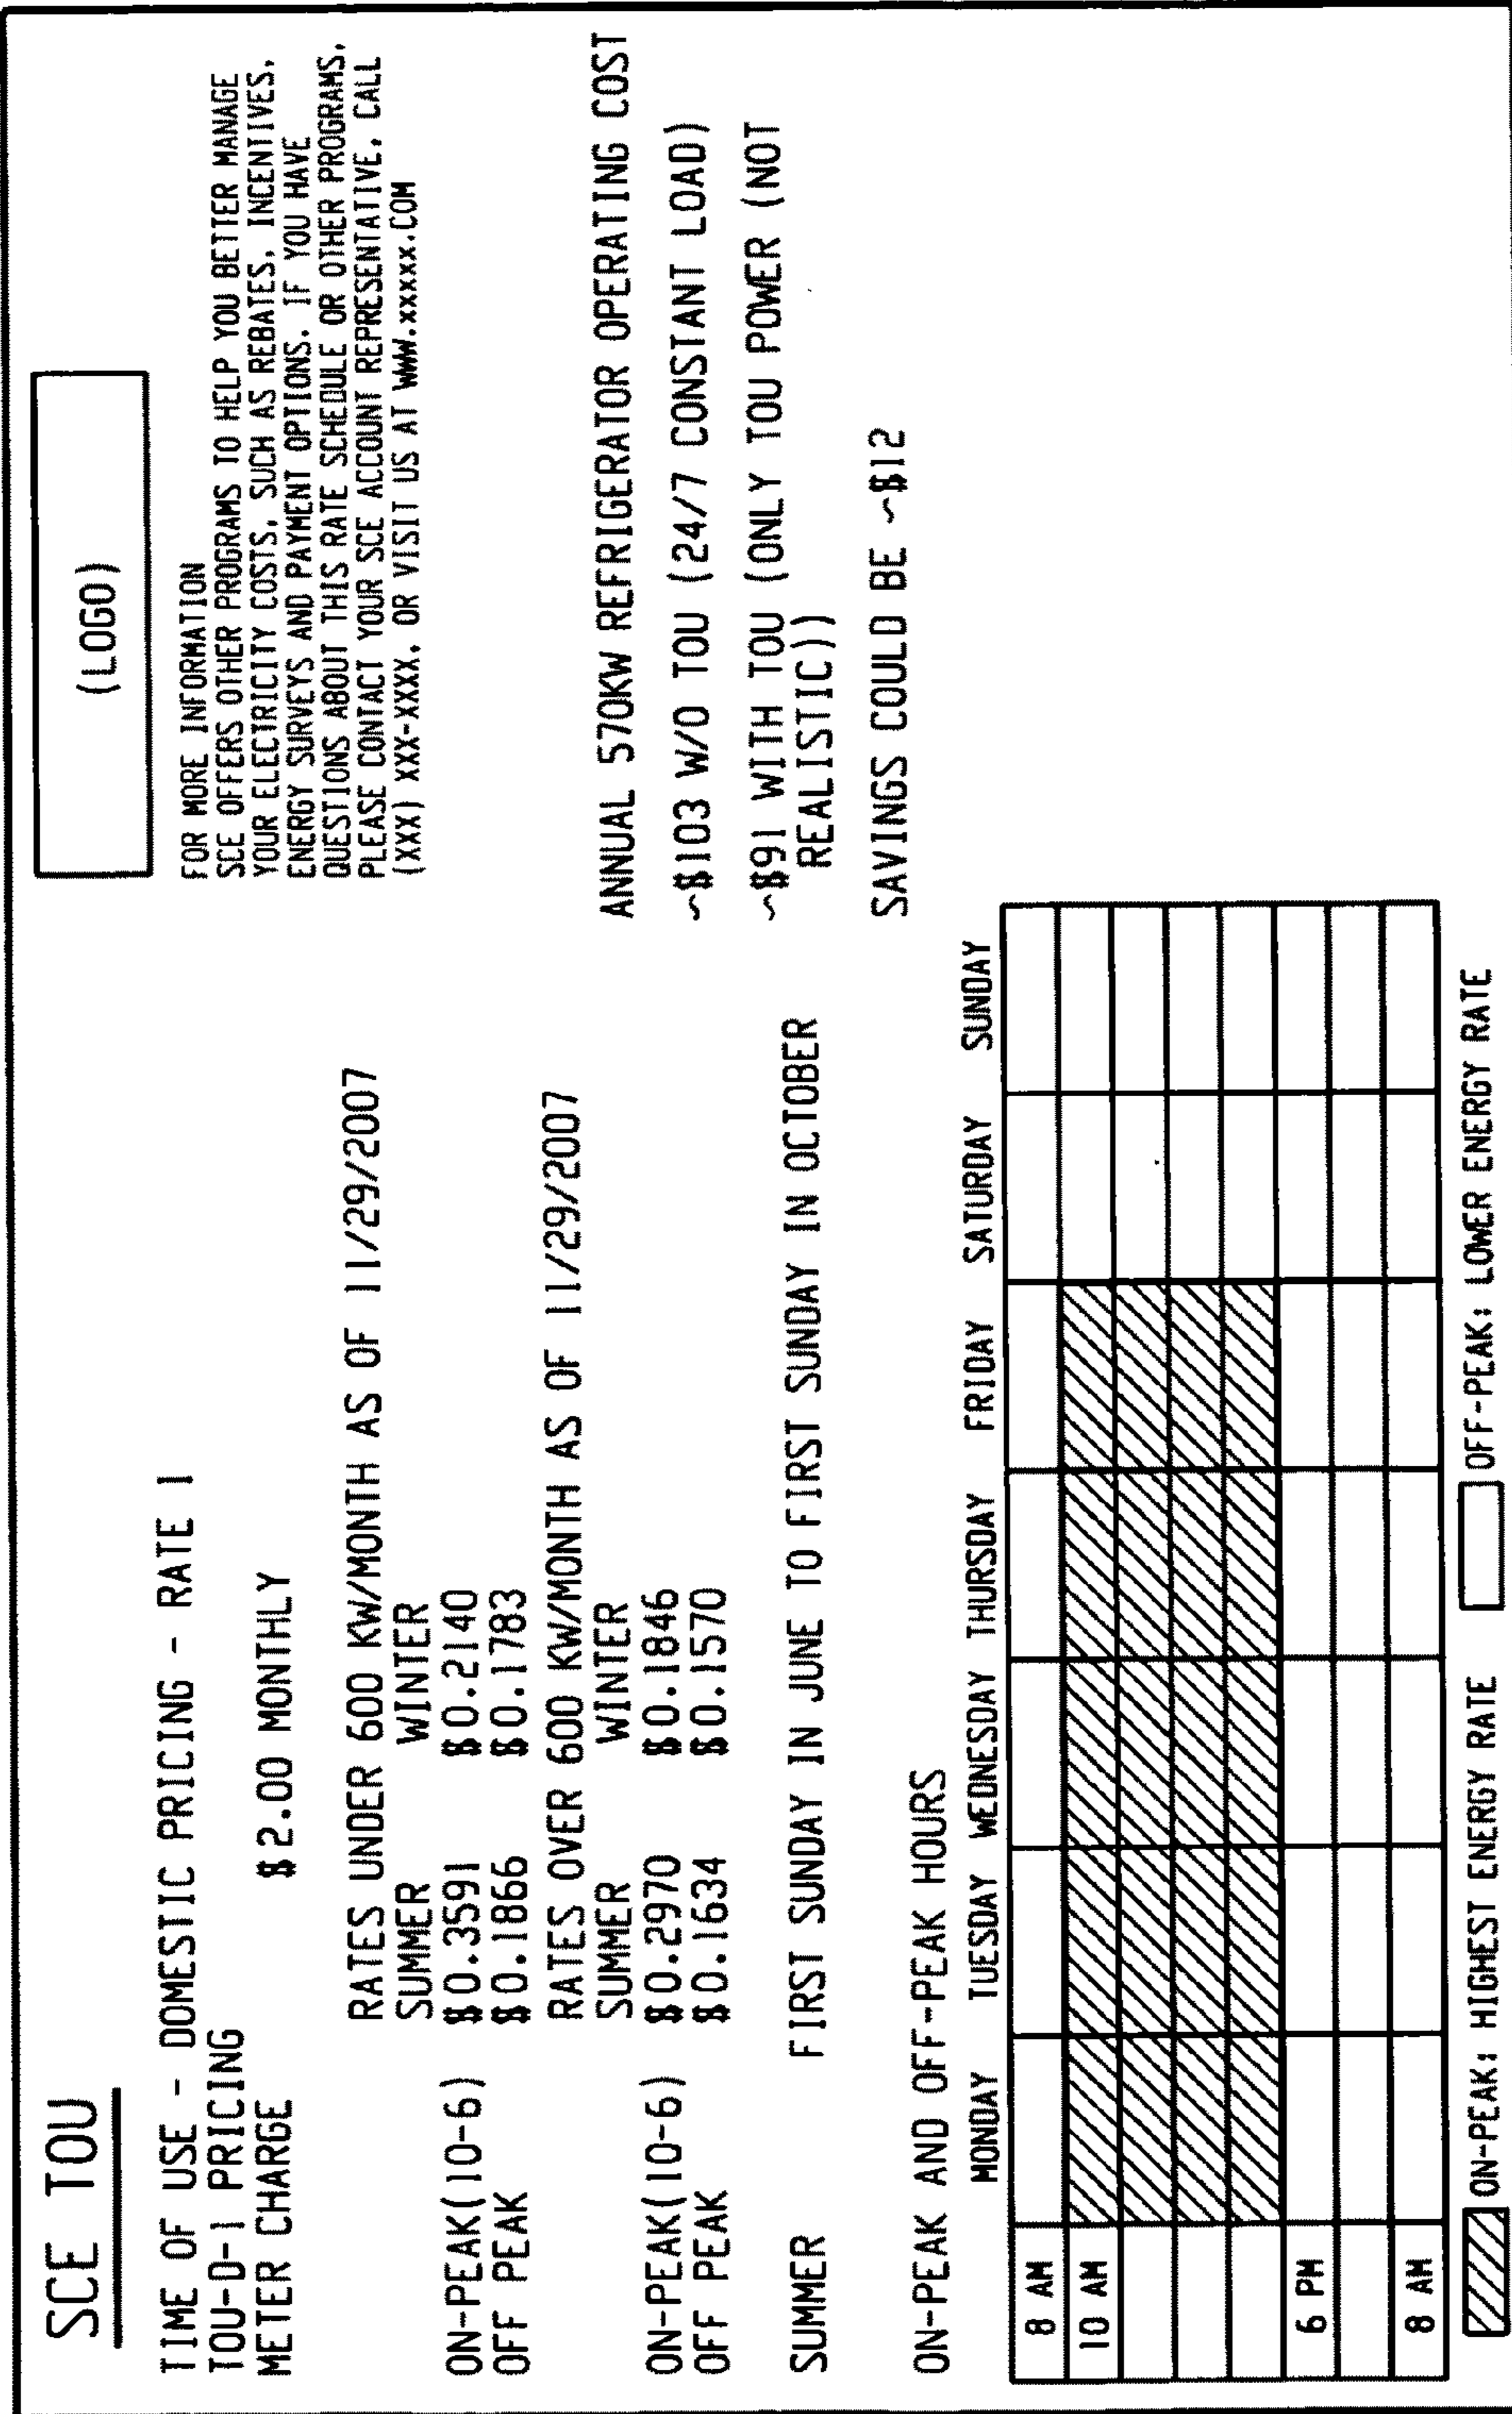 SCE TOU
(LOGO)
TIME OF USE - DOMESTIC PRICING - RATE 1
TOU-D-1 PRICING
METER CHARGE $2.00 MONTHLY
RATES UNDER 600 KW/MONTH AS OF 11/29/2007
SUMMER WINTER
ON-PEAK(10-6) $0.3591 $0.2140
OFF PEAK $0.1866 $0.1783
RATES OVER 600 KW/MONTH AS OF 11/29/2007
SUMMER WINTER
ON-PEAK(10-6) $0.2970 $0.1846
OFF PEAK $0.1634 $0.1570
SUMMER FIRST SUNDAY IN JUNE TO FIRST SUNDAY IN OCTOBER
FOR MORE INFORMATION
SCE OFFERS OTHER PROGRAMS TO HELP YOU BETTER MANAGE
YOUR ELECTRICITY COSTS, SUCH AS REBATES, INCENTIVES,
ENERGY SURVEYS AND PAYMENT OPTIONS. IF YOU HAVE
QUESTIONS ABOUT THIS RATE SCHEDULE OR OTHER PROGRAMS,
PLEASE CONTACT YOUR SCE ACCOUNT REPRESENTATIVE, CALL
(XXX) XXX-XXXX, OR VISIT US AT WWW.XXXXX.COM
ANNUAL 570KW REFRIGERATOR OPERATING COST
~$103 W/O TOU (24/7 CONSTANT LOAD)
~$91 WITH TOU (ONLY TOU POWER (NOT
REALISTIC))
SAVINGS COULD BE ~$12
ON-PEAK AND OFF-PEAK HOURS
MONDAY TUESDAY WEDNESDAY THURSDAY FRIDAY SATURDAY SUNDAY
8 AM
10 AM
6 PM
8 AM
ON-PEAK: HIGHEST ENERGY RATE OFF-PEAK: LOWER ENERGY RATE